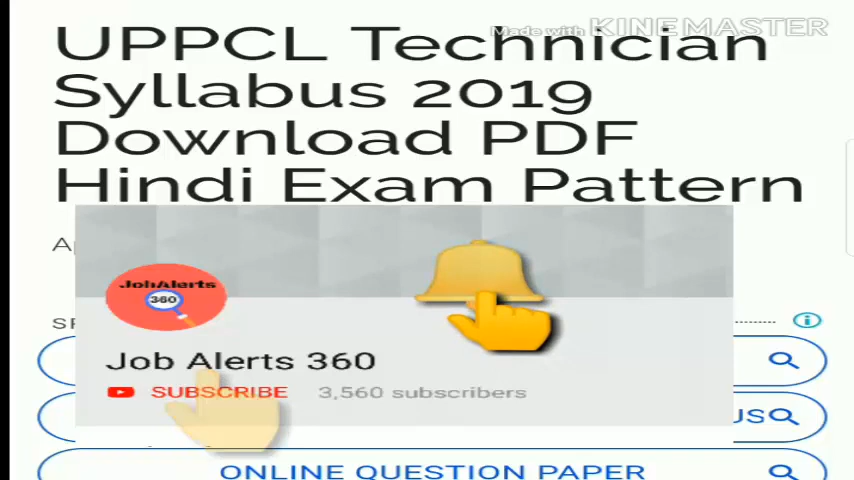 Made with KINEMASTER
UPPCL Technician
Syllabus 2019
Download PDF
Hindi Exam Pattern
JobAlerts
360
Job Alerts 360
SUBSCRIBE 3,560 subscribers
ONLINE QUESTION PAPER